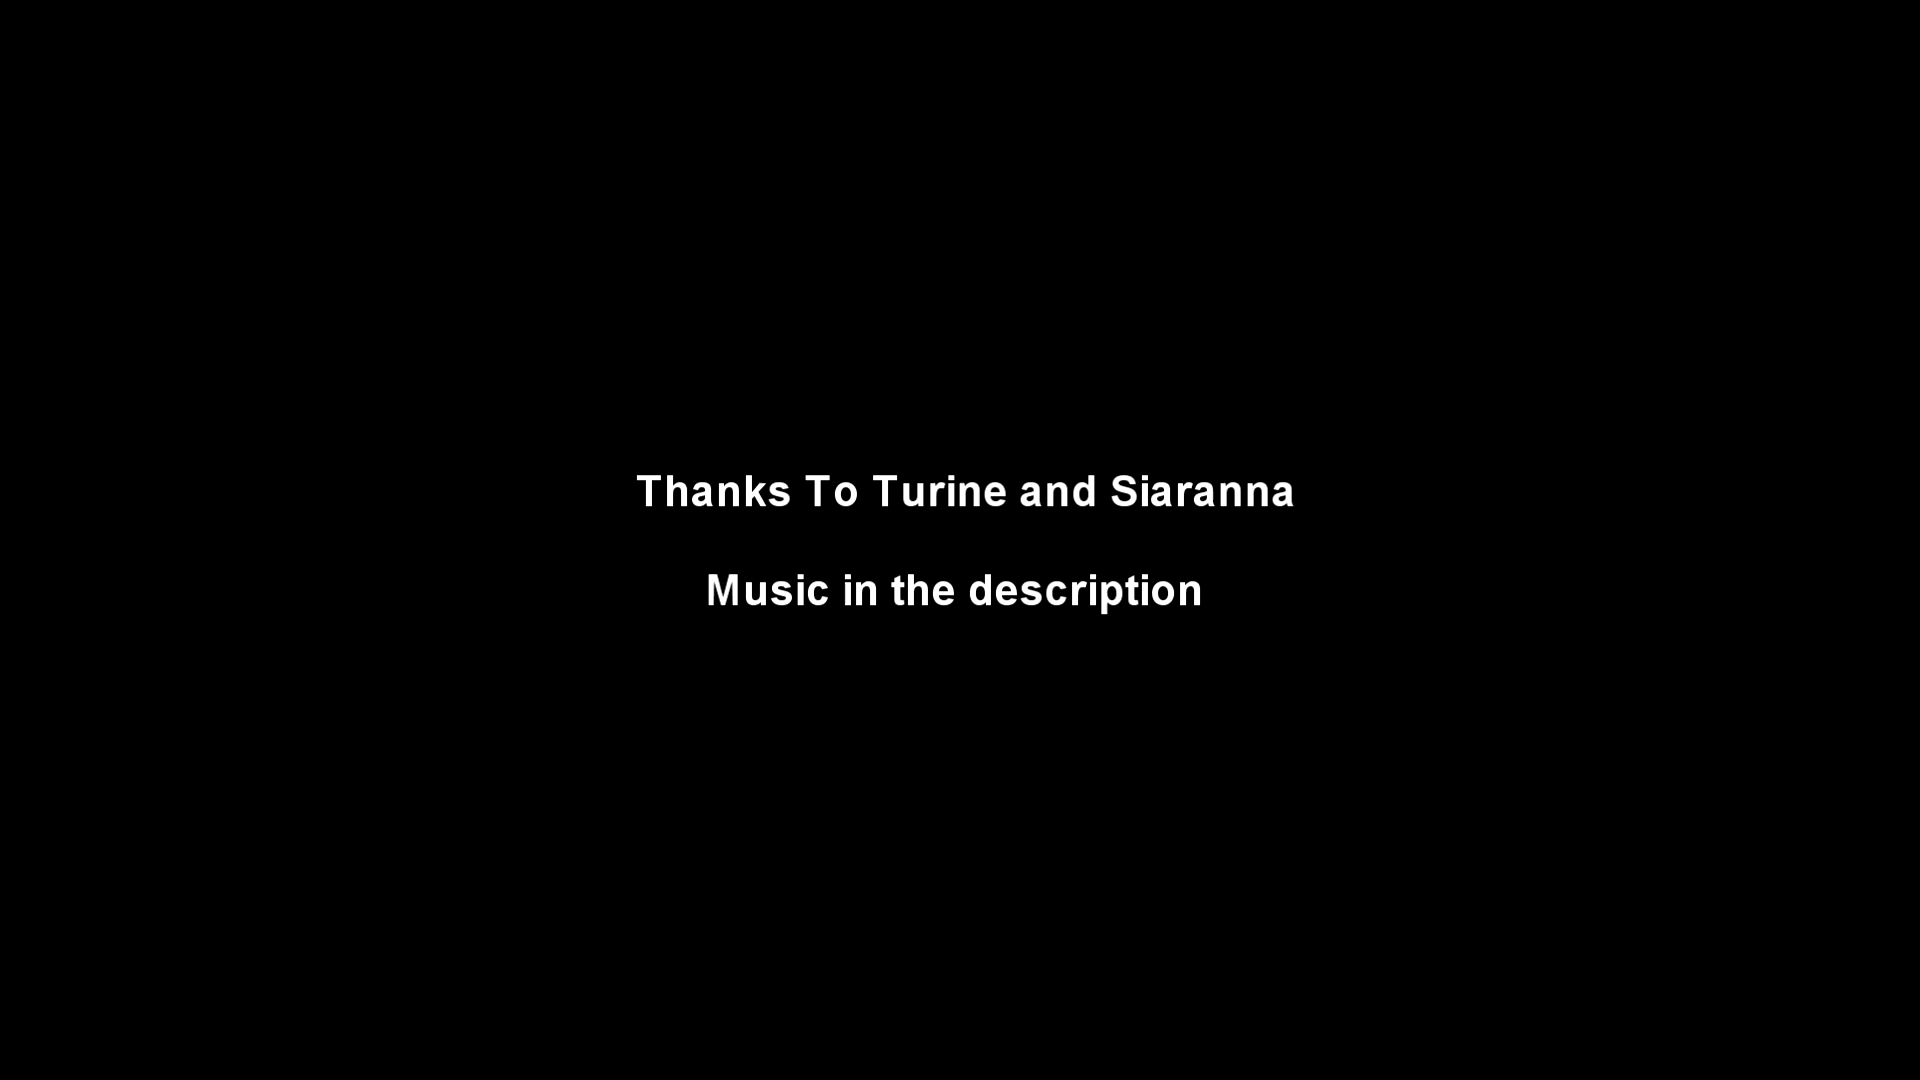 Thanks To Turine and Siaranna
Music in the description